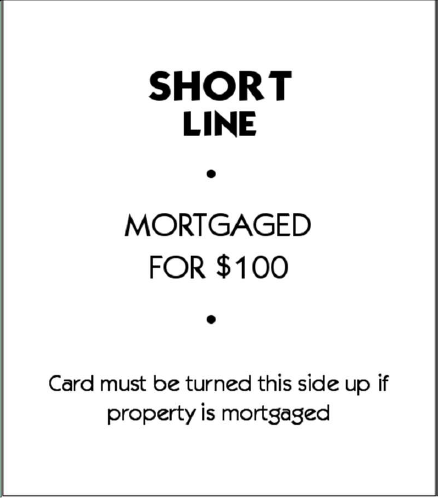 SHORT
LINE
•
MORTGAGED
FOR $100
•
Card must be turned this side up if
property is mortgaged